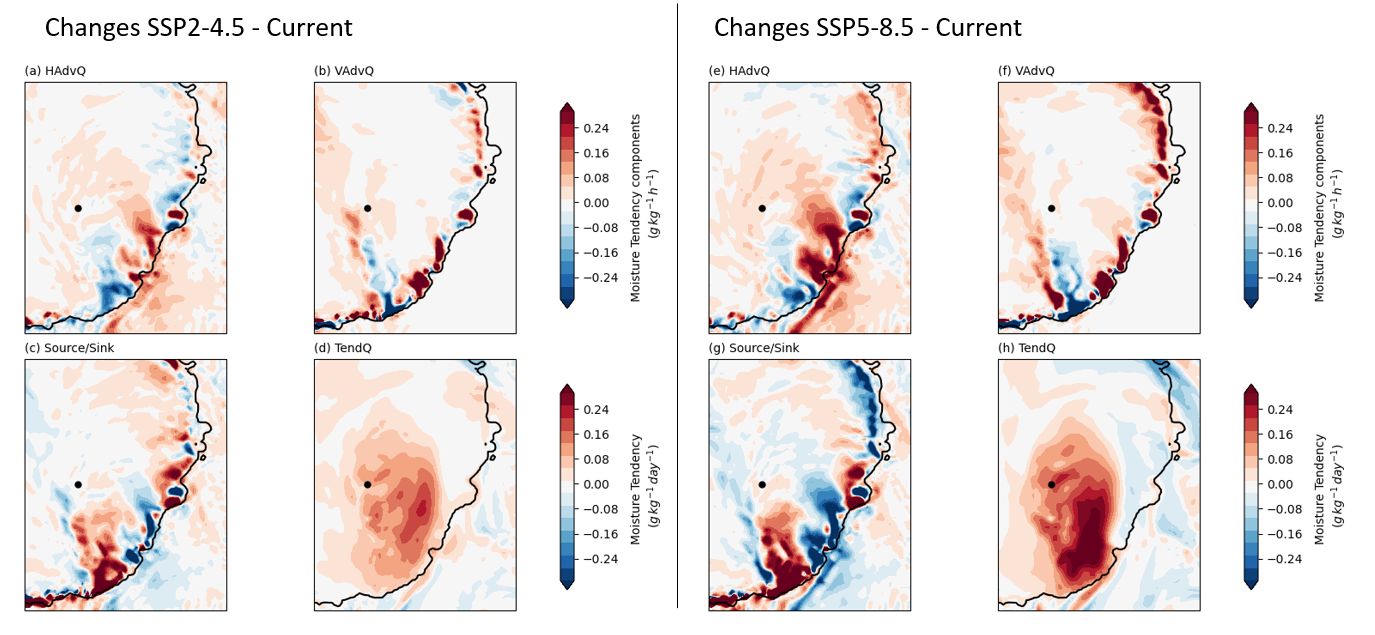 Changes SSP2-4.5 - Current
Changes SSP5-8.5 - Current
(a) HAdvQ
(b) VAdvQ
0.24
0.16
0.08
0.00
−0.08
−0.16
−0.24
Moisture Tendency components
(g kg⁻¹ h⁻¹)
(c) Source/Sink
(d) TendQ
0.24
0.16
0.08
0.00
−0.08
−0.16
−0.24
Moisture Tendency
(g kg⁻¹ day⁻¹)
(e) HAdvQ
(f) VAdvQ
0.24
0.16
0.08
0.00
−0.08
−0.16
−0.24
Moisture Tendency components
(g kg⁻¹ h⁻¹)
(g) Source/Sink
(h) TendQ
0.24
0.16
0.08
0.00
−0.08
−0.16
−0.24
Moisture Tendency
(g kg⁻¹ day⁻¹)